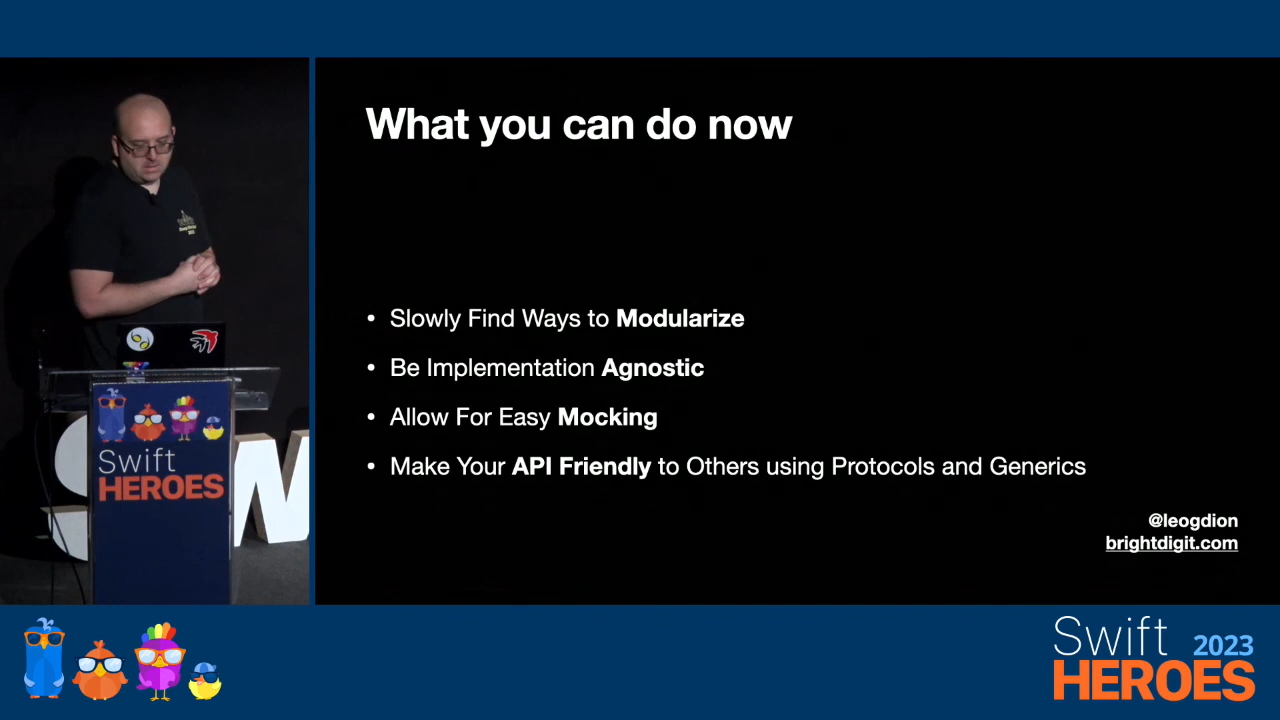 What you can do now
• Slowly Find Ways to Modularize
• Be Implementation Agnostic
• Allow For Easy Mocking
• Make Your API Friendly to Others using Protocols and Generics
@leogdion
brightdigit.com
Swift
HEROES
Swift 2023
HEROES